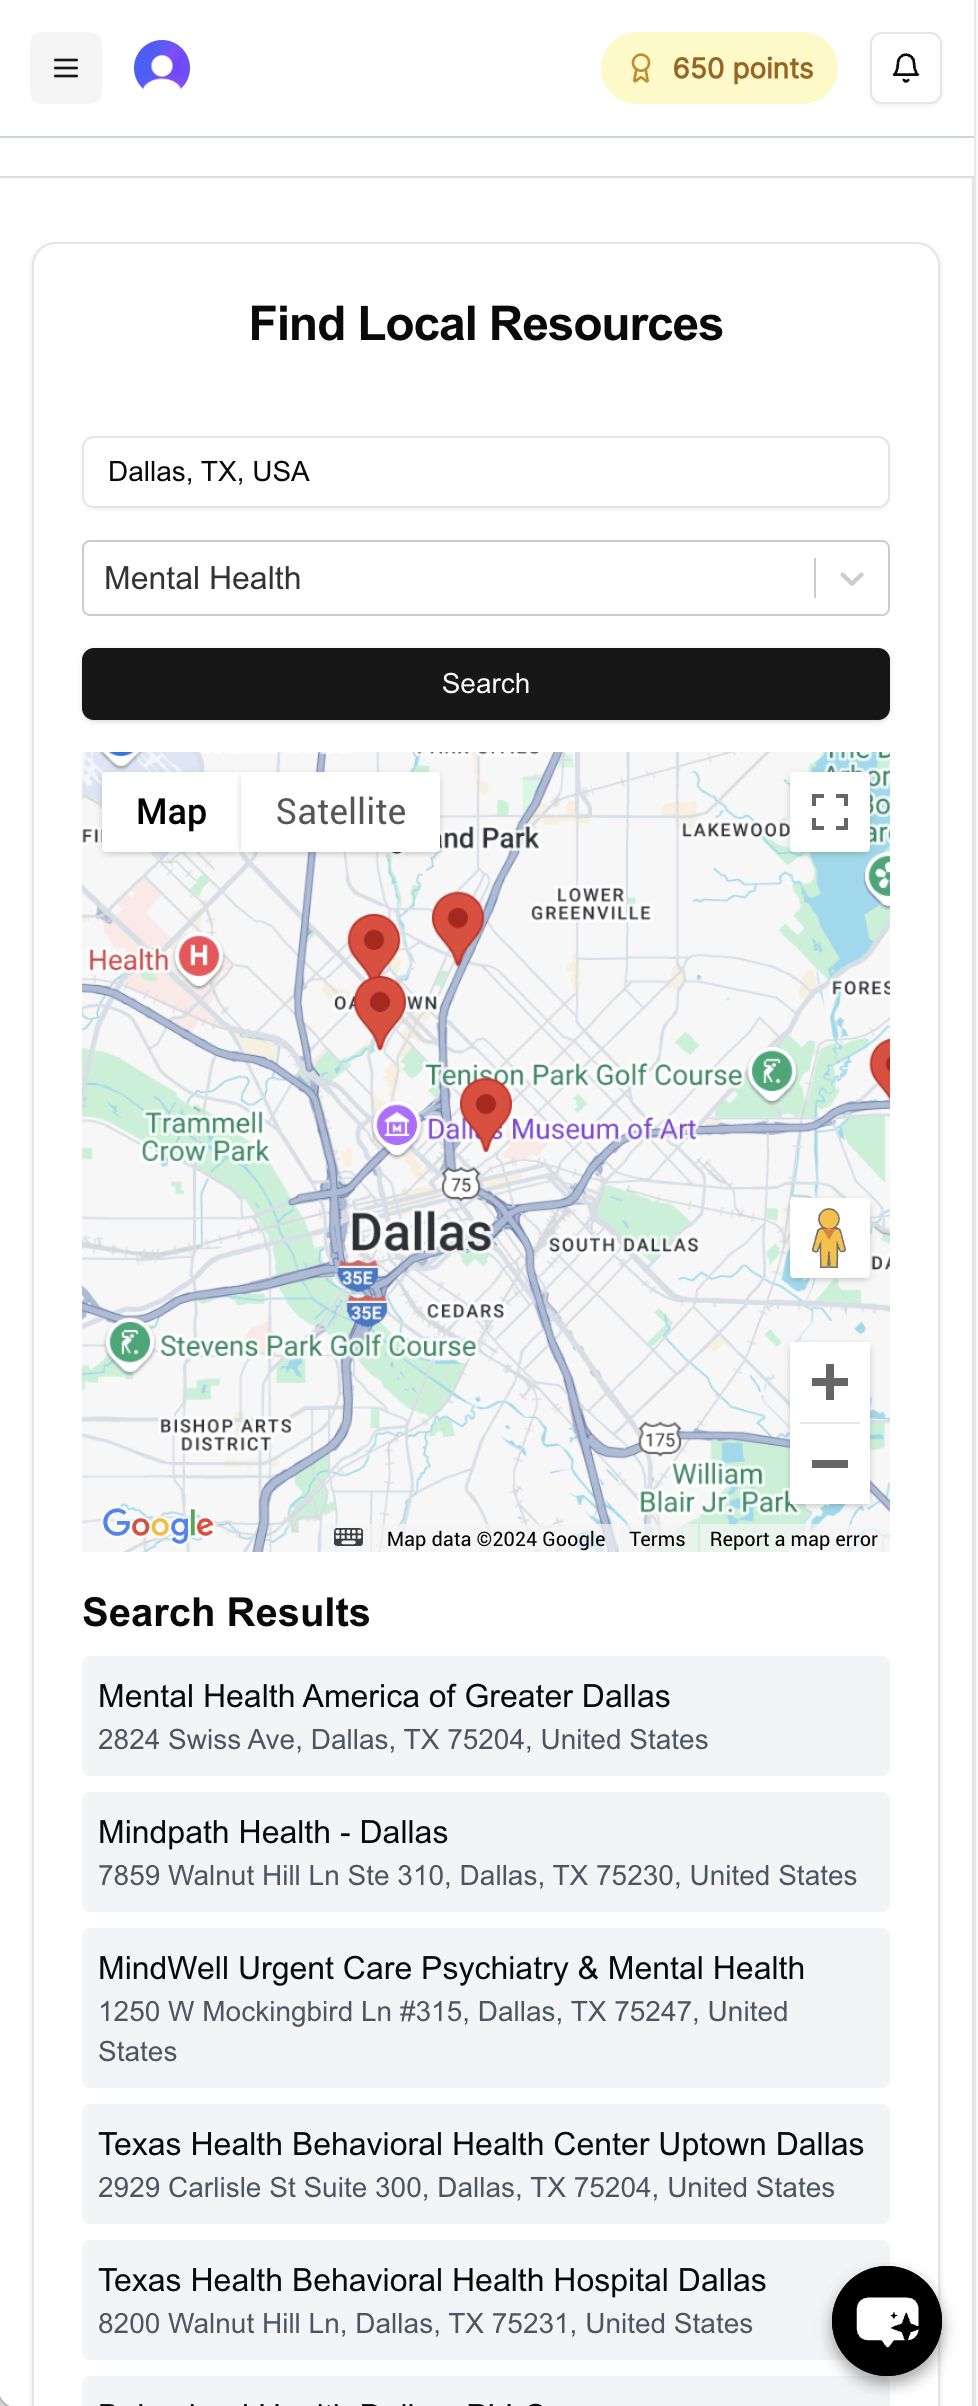 650 points
Find Local Resources
Dallas, TX, USA
Mental Health
Search
Map
Satellite
and Park
LAKEWOOD
LOWER
GREENVILLE
Health
H
FORES
Tenison Park Golf Course
Trammell
Crow Park
Dallas Museum of Art
75
Dallas
SOUTH DALLAS
35E
35E
CEDARS
Stevens Park Golf Course
BISHOP ARTS
DISTRICT
175
William
Blair Jr. Park
Google
Map data ©2024 Google
Terms
Report a map error
Search Results
Mental Health America of Greater Dallas
2824 Swiss Ave, Dallas, TX 75204, United States
Mindpath Health - Dallas
7859 Walnut Hill Ln Ste 310, Dallas, TX 75230, United States
MindWell Urgent Care Psychiatry & Mental Health
1250 W Mockingbird Ln #315, Dallas, TX 75247, United
States
Texas Health Behavioral Health Center Uptown Dallas
2929 Carlisle St Suite 300, Dallas, TX 75204, United States
Texas Health Behavioral Health Hospital Dallas
8200 Walnut Hill Ln, Dallas, TX 75231, United States